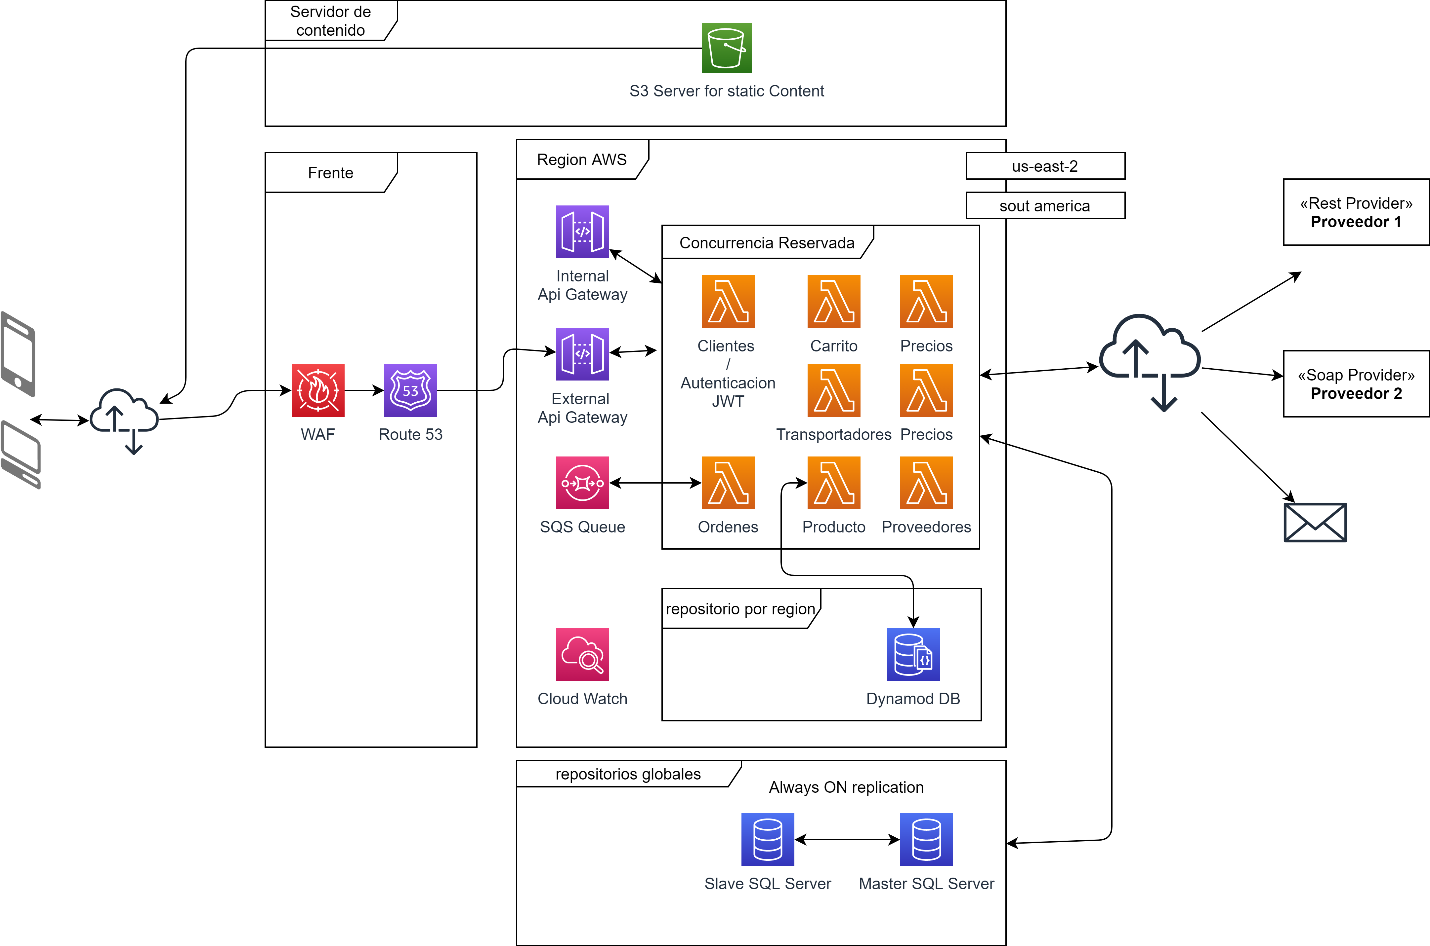 Servidor de
contenido
S3 Server for static Content
Frente
Region AWS
us-east-2
sout america
«Rest Provider»
Proveedor 1
Concurrencia Reservada
Internal
Api Gateway
Clientes
/
Autenticacion
JWT
Carrito
Precios
«Soap Provider»
Proveedor 2
53
WAF
Route 53
External
Api Gateway
Transportadores
Precios
SQS Queue
Ordenes
Producto
Proveedores
repositorio por region
Cloud Watch
Dynamod DB
repositorios globales
Always ON replication
Slave SQL Server
Master SQL Server